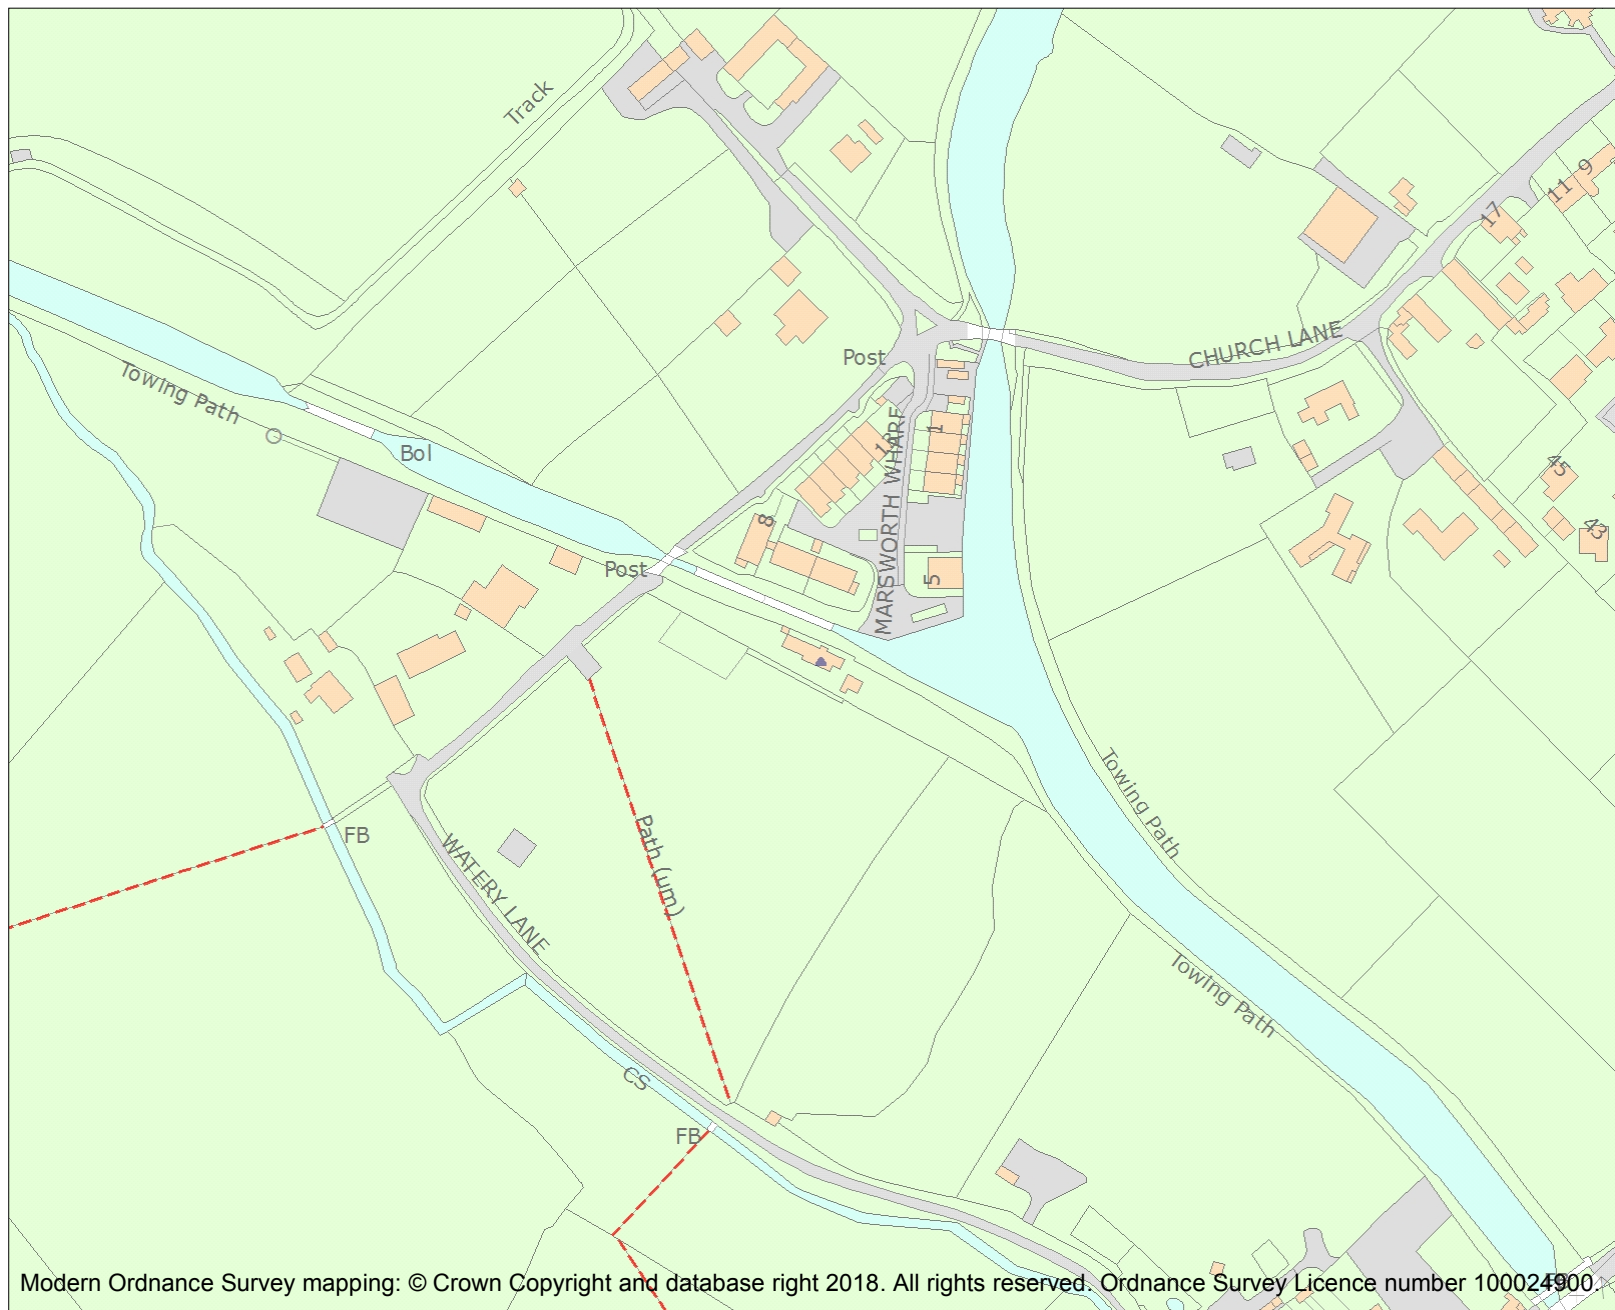 Track
9
11
17
CHURCH LANE
Post
Towing Path
1
Bol
MARSWORTH WHARF
45
8
43
Post
5
Towing Path
FB
Path (um)
WATERY LANE
Towing Path
CS
FB
Modern Ordnance Survey mapping: © Crown Copyright and database right 2018. All rights reserved. Ordnance Survey Licence number 100024900.